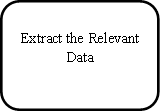 Extract the Relevant
Data